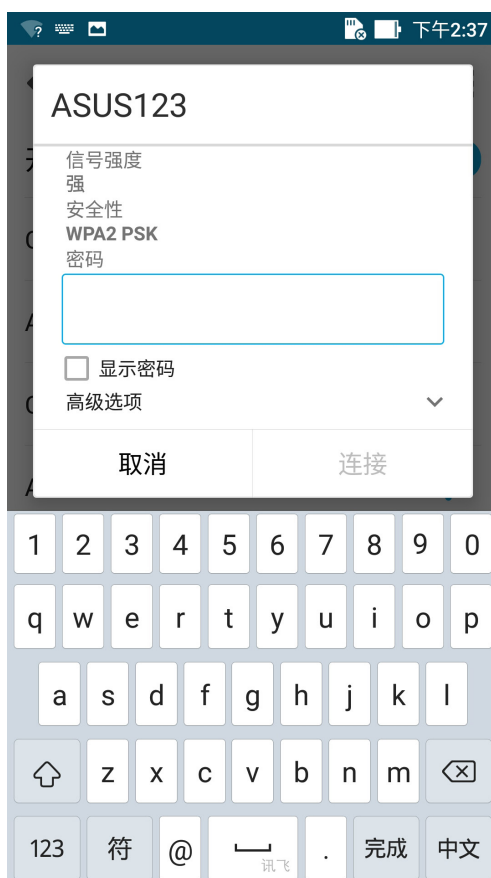 下午2:37
ASUS123
信号强度
强
安全性
WPA2 PSK
密码
显示密码
高级选项
取消 连接
1 2 3 4 5 6 7 8 9 0
q w e r t y u i o p
a s d f g h j k l
z x c v b n m
123 符 @ 讯飞 . 完成 中文